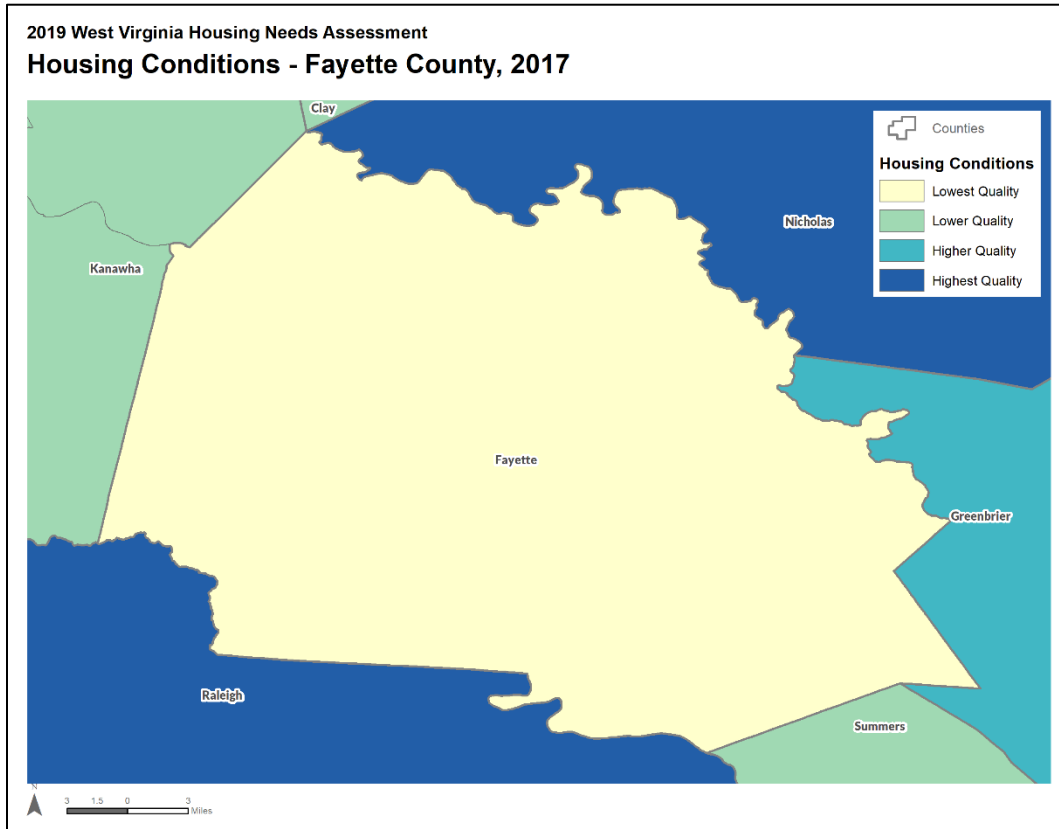 2019 West Virginia Housing Needs Assessment
Housing Conditions - Fayette County, 2017
Clay
Counties
Housing Conditions
Lowest Quality
Lower Quality
Higher Quality
Highest Quality
Nicholas
Kanawha
Fayette
Greenbrier
Raleigh
Summers
N
3 1.5 0 3
Miles